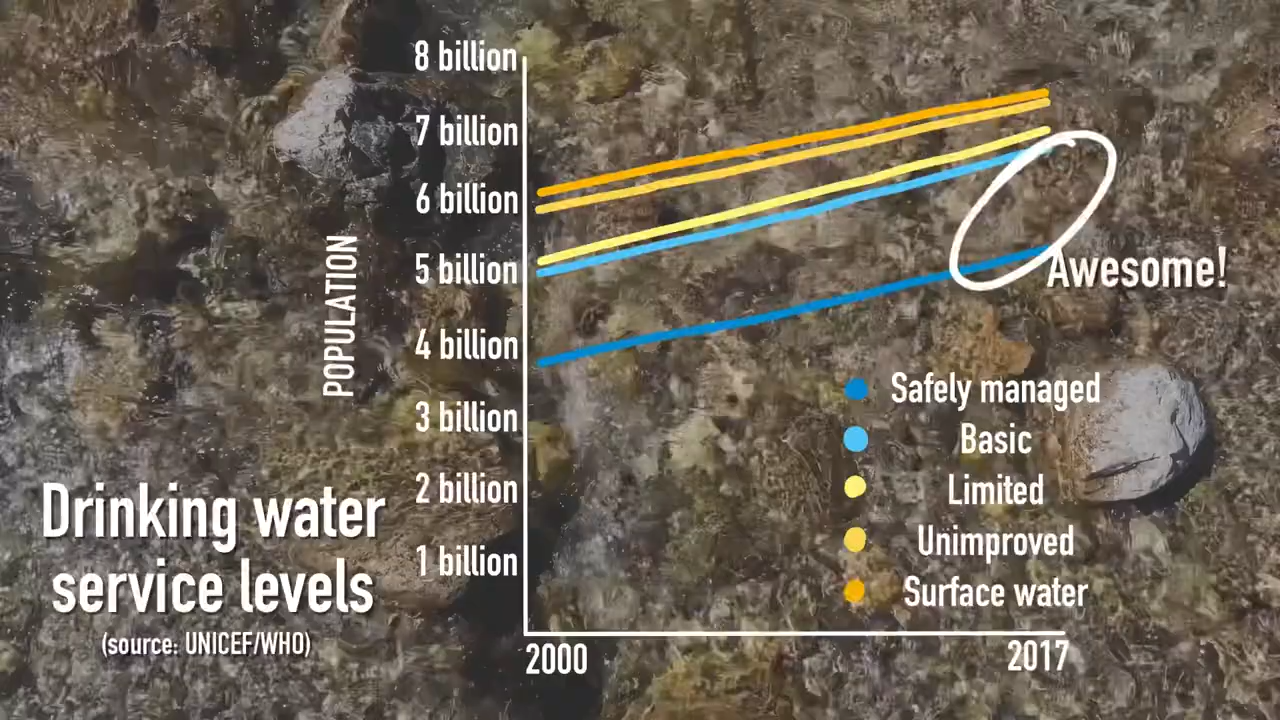 8 billion
7 billion
6 billion
5 billion
4 billion
3 billion
2 billion
1 billion
POPULATION
2000
2017
Awesome!
Safely managed
Basic
Limited
Unimproved
Surface water
Drinking water
service levels
(source: UNICEF/WHO)